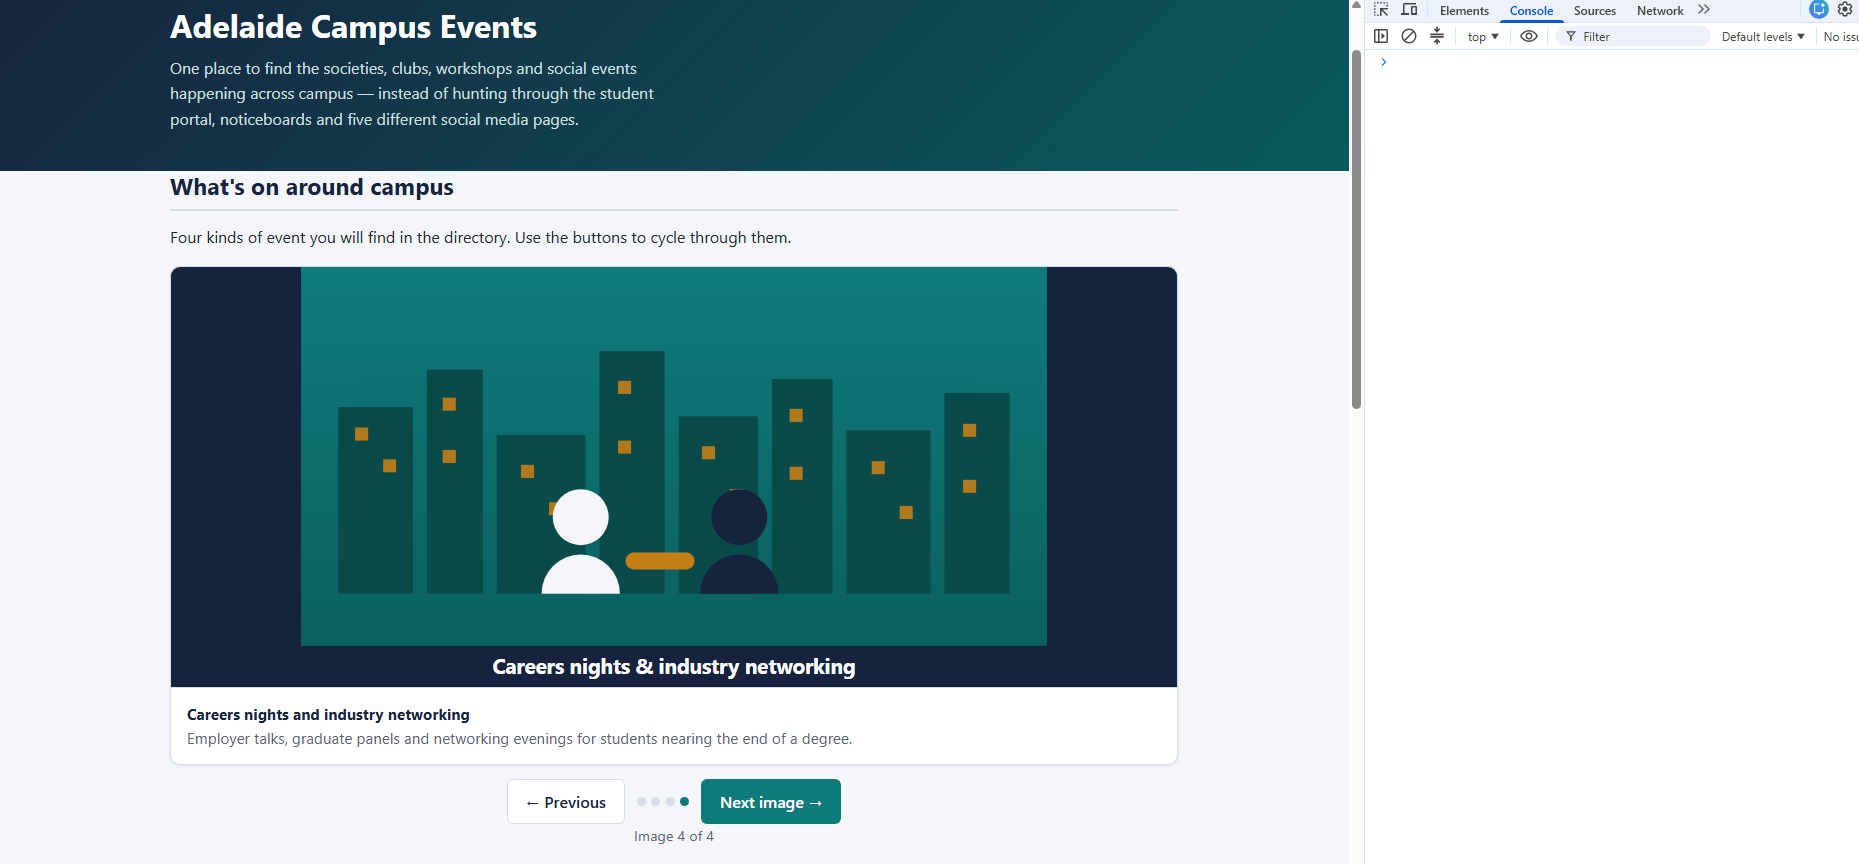 Adelaide Campus Events
One place to find the societies, clubs, workshops and social events
happening across campus — instead of hunting through the student
portal, noticeboards and five different social media pages.
What's on around campus
Four kinds of event you will find in the directory. Use the buttons to cycle through them.
Careers nights & industry networking
Careers nights and industry networking
Employer talks, graduate panels and networking evenings for students nearing the end of a degree.
← Previous
Next image →
Image 4 of 4
Elements Console Sources Network
top Filter Default levels No issu